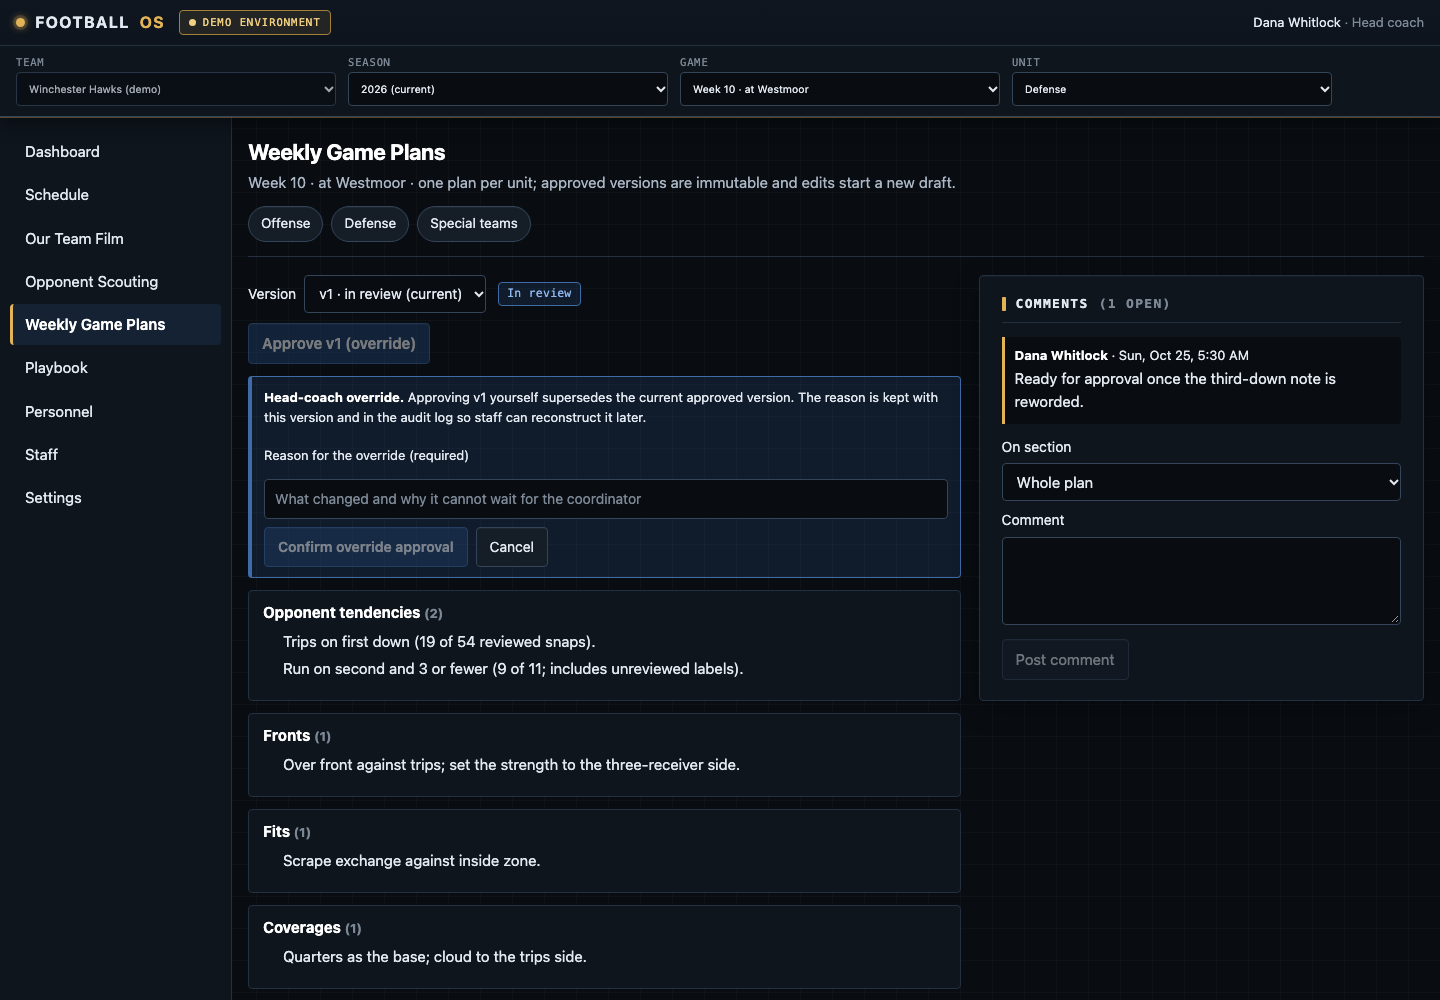 FOOTBALL OS
DEMO ENVIRONMENT
Dana Whitlock · Head coach
TEAM
Winchester Hawks (demo)
SEASON
2026 (current)
GAME
Week 10 · at Westmoor
UNIT
Defense
Dashboard
Schedule
Our Team Film
Opponent Scouting
Weekly Game Plans
Playbook
Personnel
Staff
Settings
Weekly Game Plans
Week 10 · at Westmoor · one plan per unit; approved versions are immutable and edits start a new draft.
Offense
Defense
Special teams
Version
v1 · in review (current)
In review
Approve v1 (override)
Head-coach override. Approving v1 yourself supersedes the current approved version. The reason is kept with
this version and in the audit log so staff can reconstruct it later.
Reason for the override (required)
What changed and why it cannot wait for the coordinator
Confirm override approval
Cancel
Opponent tendencies (2)
Trips on first down (19 of 54 reviewed snaps).
Run on second and 3 or fewer (9 of 11; includes unreviewed labels).
Fronts (1)
Over front against trips; set the strength to the three-receiver side.
Fits (1)
Scrape exchange against inside zone.
Coverages (1)
Quarters as the base; cloud to the trips side.
COMMENTS (1 OPEN)
Dana Whitlock · Sun, Oct 25, 5:30 AM
Ready for approval once the third-down note is
reworded.
On section
Whole plan
Comment
Post comment